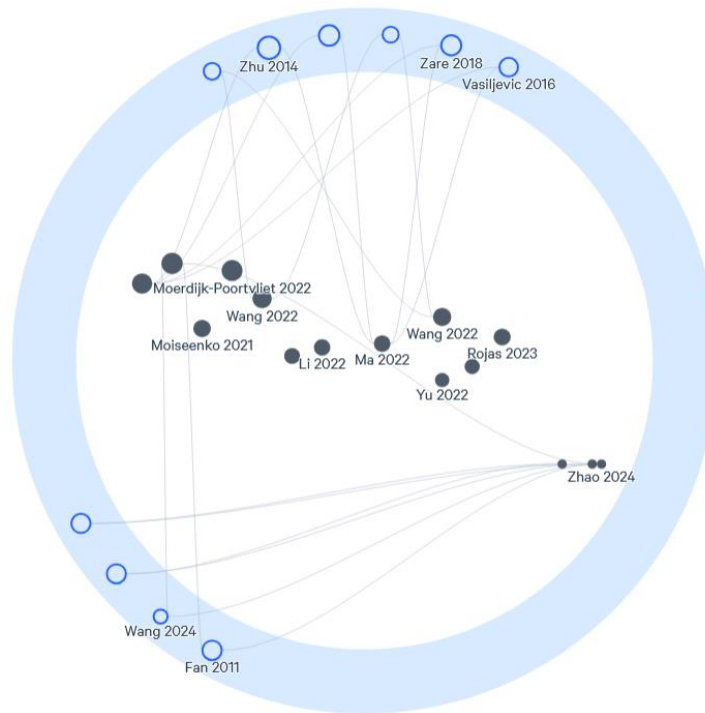 Zhu 2014
Zare 2018
Vasiljevic 2016
Moerdijk-Poortvliet 2022
Wang 2022
Moiseenko 2021
Li 2022
Ma 2022
Wang 2022
Rojas 2023
Yu 2022
Zhao 2024
Wang 2024
Fan 2011